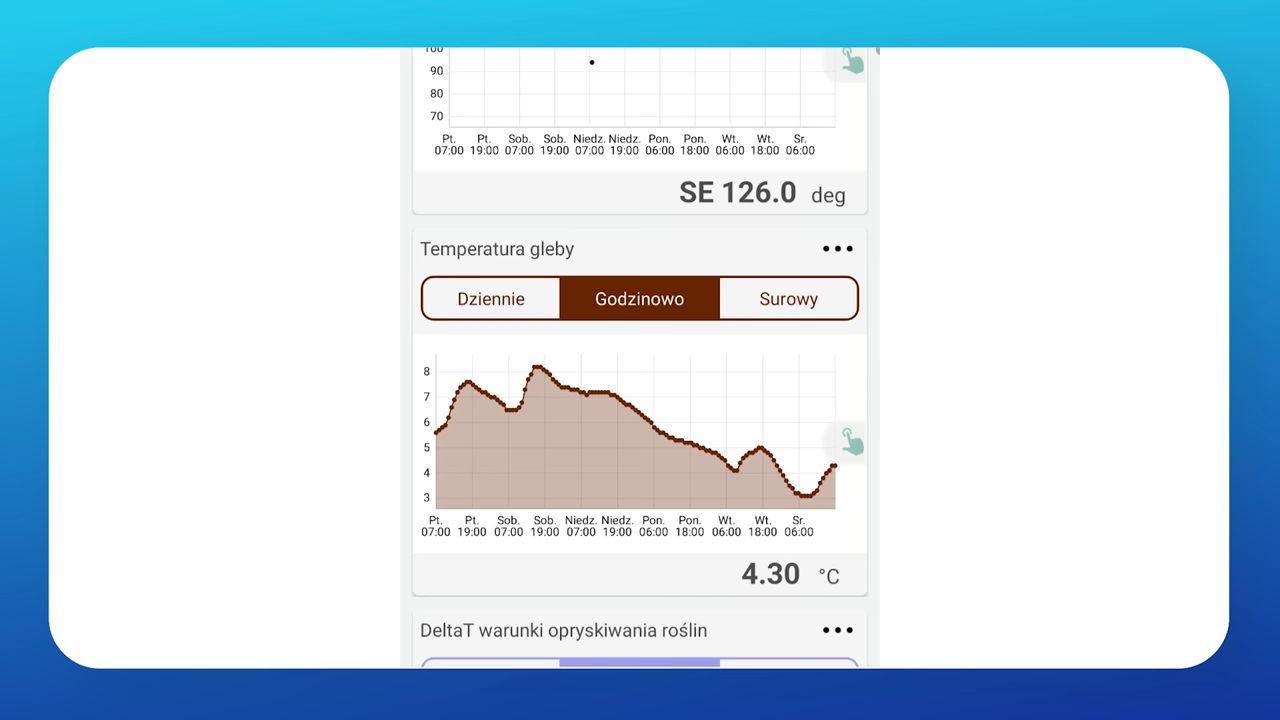 100
90
80
70
Pt. Pt. Sob. Sob. Niedz. Niedz. Pon. Pon. Wt. Wt. Sr.
07:00 19:00 07:00 19:00 07:00 19:00 06:00 18:00 06:00 18:00 06:00
SE 126.0 deg
Temperatura gleby
Dziennie Godzinowo Surowy
8
7
6
5
4
3
Pt. Pt. Sob. Sob. Niedz. Niedz. Pon. Pon. Wt. Wt. Sr.
07:00 19:00 07:00 19:00 07:00 19:00 06:00 18:00 06:00 18:00 06:00
4.30 °C
DeltaT warunki opryskiwania roślin